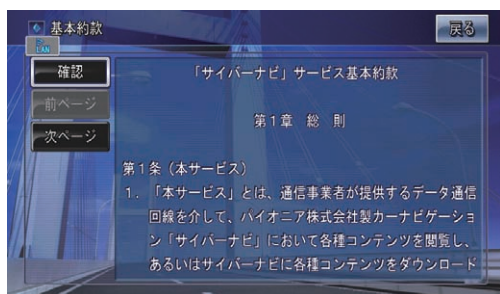 基本約款
戻る
LAN
確認
前ページ
次ページ
「サイバーナビ」サービス基本約款
第1章 総 則
第1条(本サービス)
1. 「本サービス」とは、通信事業者が提供するデータ通信
回線を介して、パイオニア株式会社製カーナビゲーショ
ン「サイバーナビ」において各種コンテンツを閲覧し、
あるいはサイバーナビに各種コンテンツをダウンロード